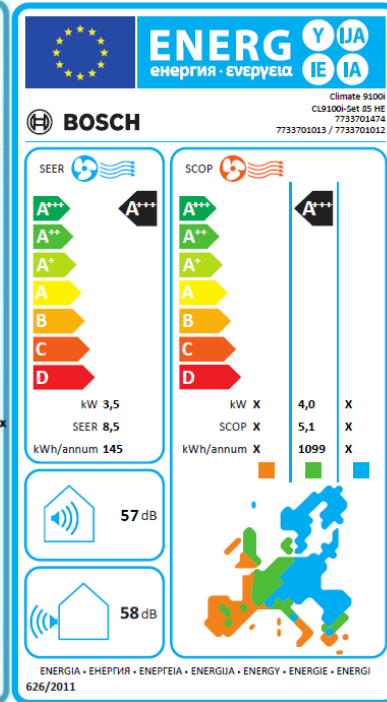 ENERG Y IJA
енергия · ενεργεια IE IA
Climate 9100i
CL9100i-Set 85 HE
7733701474
7733701013 / 7733701012
BOSCH
SEER
A+++ A+++
A++
A+
A
B
C
D
kW 3,5
SEER 8,5
kWh/annum 145
SCOP
A+++ A+++
A++
A+
A
B
C
D
kW X 4,0 X
SCOP X 5,1 X
kWh/annum X 1099 X
x
57 dB
58 dB
ENERGIA • ЕНЕРГИЯ • ΕΝΕΡΓΕΙΑ • ENERGIJA • ENERGY • ENERGIE • ENERGI
626/2011